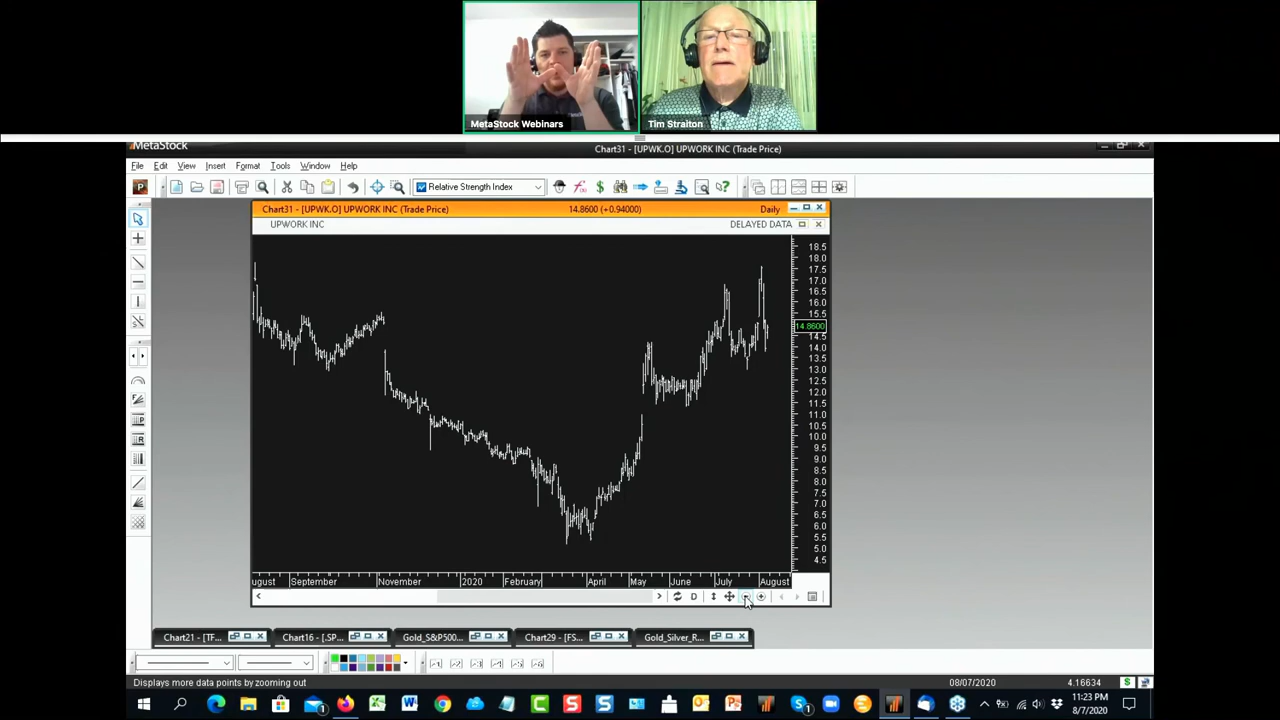 MetaStock Webinars
Tim Straiton
MetaStock
Chart31 - [UPWK.O] UPWORK INC (Trade Price)
File Edit View Insert Format Tools Window Help
Relative Strength Index
Chart31 - [UPWK.O] UPWORK INC (Trade Price) 14.8600 (+0.94000) Daily
UPWORK INC DELAYED DATA
18.5
18.0
17.5
17.0
16.5
16.0
15.5
14.8600
14.5
14.0
13.5
13.0
12.5
12.0
11.5
11.0
10.5
10.0
9.5
9.0
8.5
8.0
7.5
7.0
6.5
6.0
5.5
5.0
4.5
ugust September November 2020 February April May June July August
D
Chart21 - [TF... Chart16 - [.SP... Gold_S&P500... Chart29 - [FS... Gold_Silver_R...
Displays more data points by zooming out 08/07/2020 4.16634
11:23 PM
8/7/2020